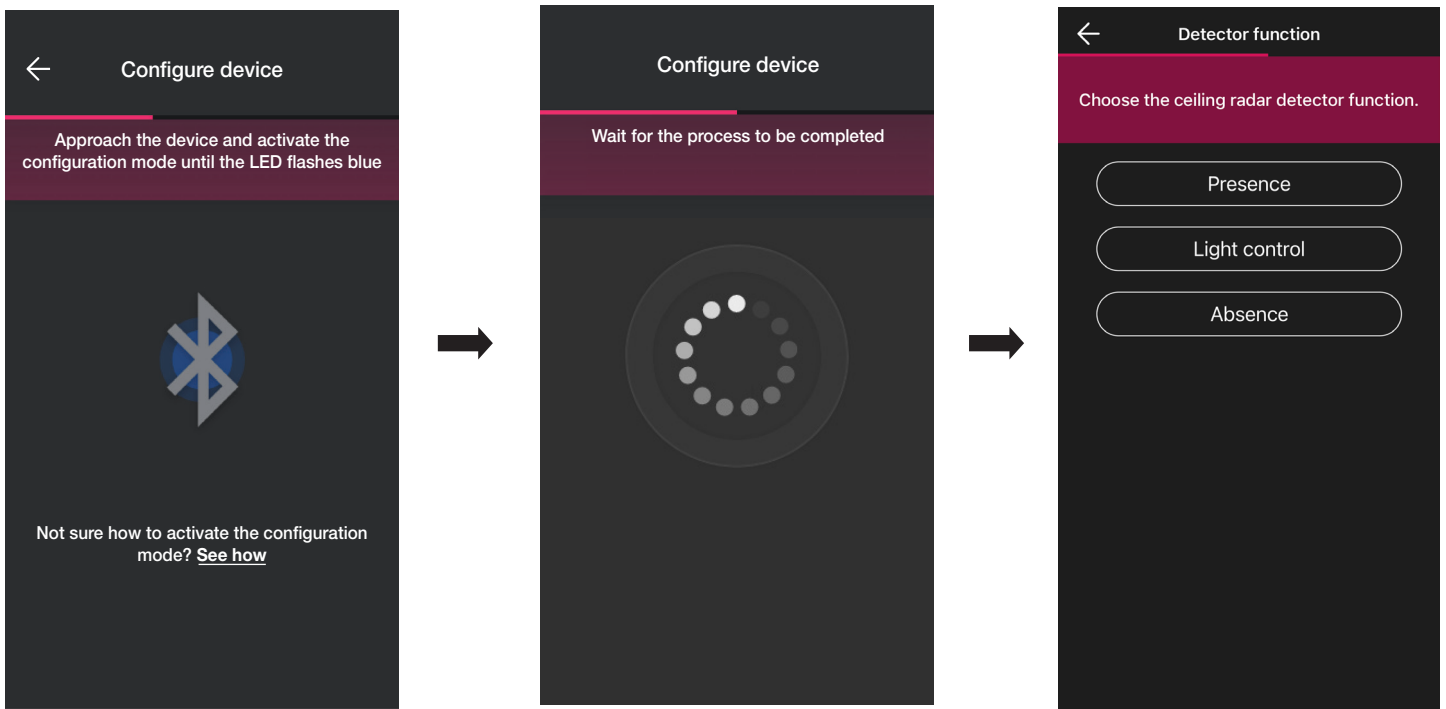 Configure device
Approach the device and activate the
configuration mode until the LED flashes blue
Not sure how to activate the configuration
mode? See how
Configure device
Wait for the process to be completed
Detector function
Choose the ceiling radar detector function.
Presence
Light control
Absence